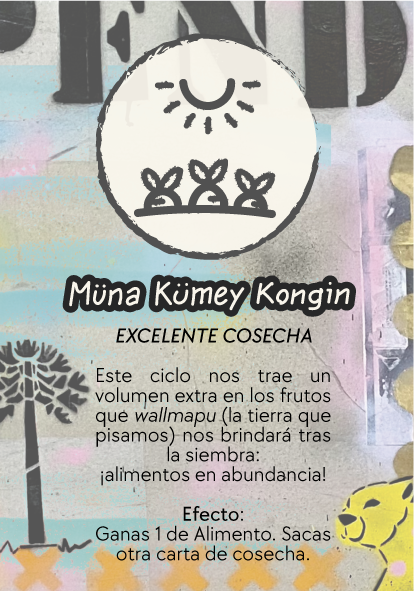 Müna Kümey Kongin
EXCELENTE COSECHA
Este ciclo nos trae un
volumen extra en los frutos
que wallmapu (la tierra que
pisamos) nos brindará tras
la siembra:
¡alimentos en abundancia!
Efecto:
Ganas 1 de Alimento. Sacas
otra carta de cosecha.